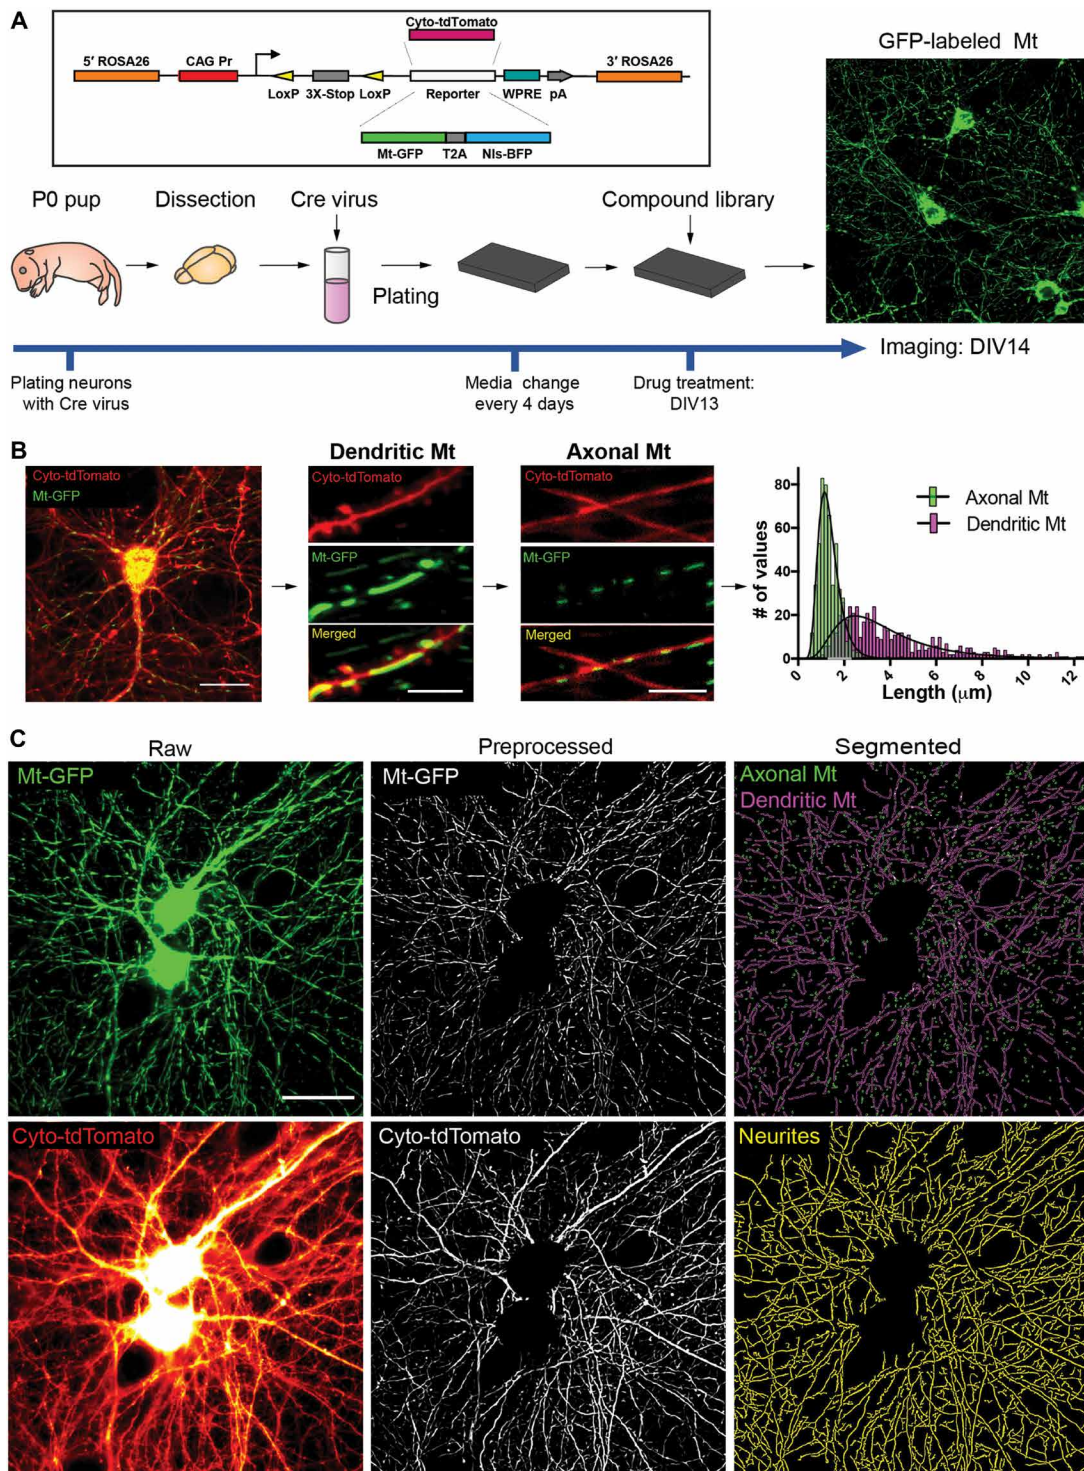 A
Cyto-tdTomato
5′ ROSA26
CAG Pr
3′ ROSA26
LoxP
3X-Stop
LoxP
Reporter
WPRE
pA
Mt-GFP
T2A
Nls-BFP
GFP-labeled Mt
P0 pup
Dissection
Cre virus
Plating
Compound library
Imaging: DIV14
Plating neurons
with Cre virus
Media change
every 4 days
Drug treatment:
DIV13
B
Cyto-tdTomato
Mt-GFP
Dendritic Mt
Cyto-tdTomato
Mt-GFP
Merged
Axonal Mt
Cyto-tdTomato
Mt-GFP
Merged
# of values
80
60
40
20
0
0
2
4
6
8
10
12
Length (μm)
Axonal Mt
Dendritic Mt
C
Raw
Preprocessed
Segmented
Mt-GFP
Mt-GFP
Axonal Mt
Dendritic Mt
Cyto-tdTomato
Cyto-tdTomato
Neurites